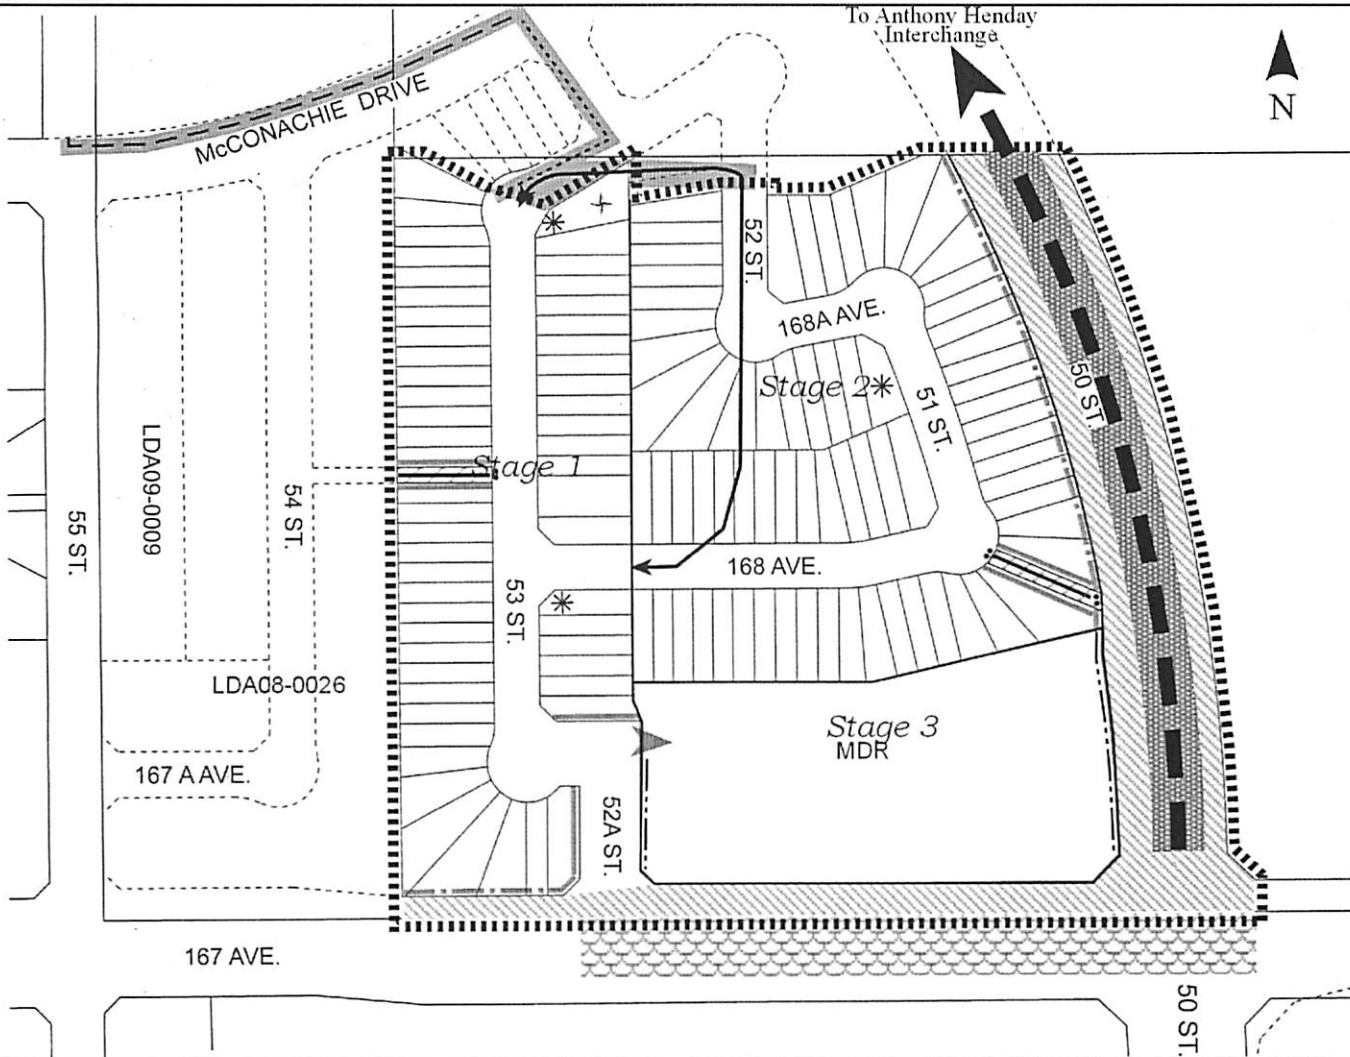 To Anthony Henday
Interchange
N
McCONACHIE DRIVE
52 ST.
168A AVE.
50 ST.
Stage 2*
51 ST.
LDA09-0009
Stage 1
54 ST.
55 ST.
168 AVE.
53 ST.
LDA08-0026
Stage 3
MDR
167 A AVE.
52A ST.
167 AVE.
50 ST.